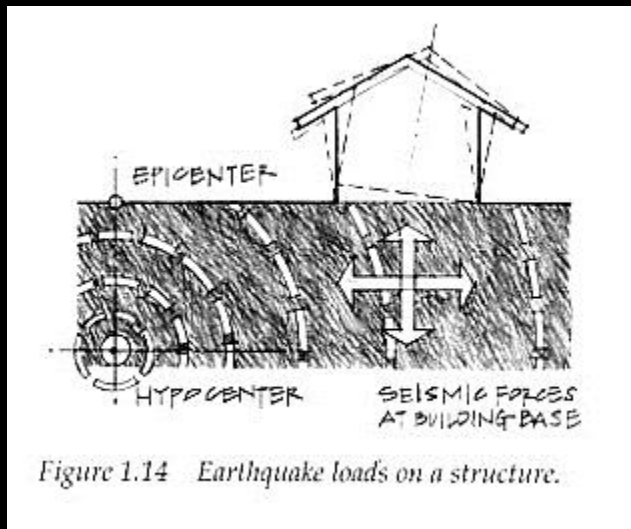 EPICENTER
HYPOCENTER
SEISMIC FORCES
AT BUILDING BASE
Figure 1.14 Earthquake loads on a structure.